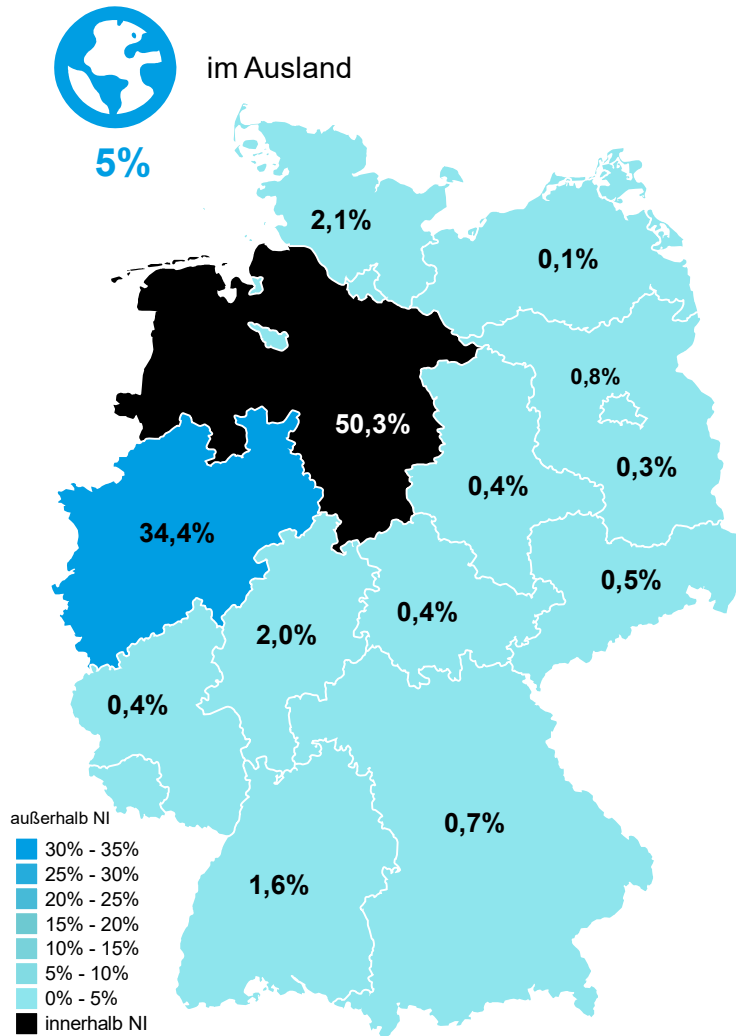 im Ausland
5%
2,1%
0,1%
0,8%
50,3%
0,3%
0,4%
34,4%
0,5%
0,4%
2,0%
0,4%
0,7%
1,6%
außerhalb NI
30% - 35%
25% - 30%
20% - 25%
15% - 20%
10% - 15%
5% - 10%
0% - 5%
innerhalb NI